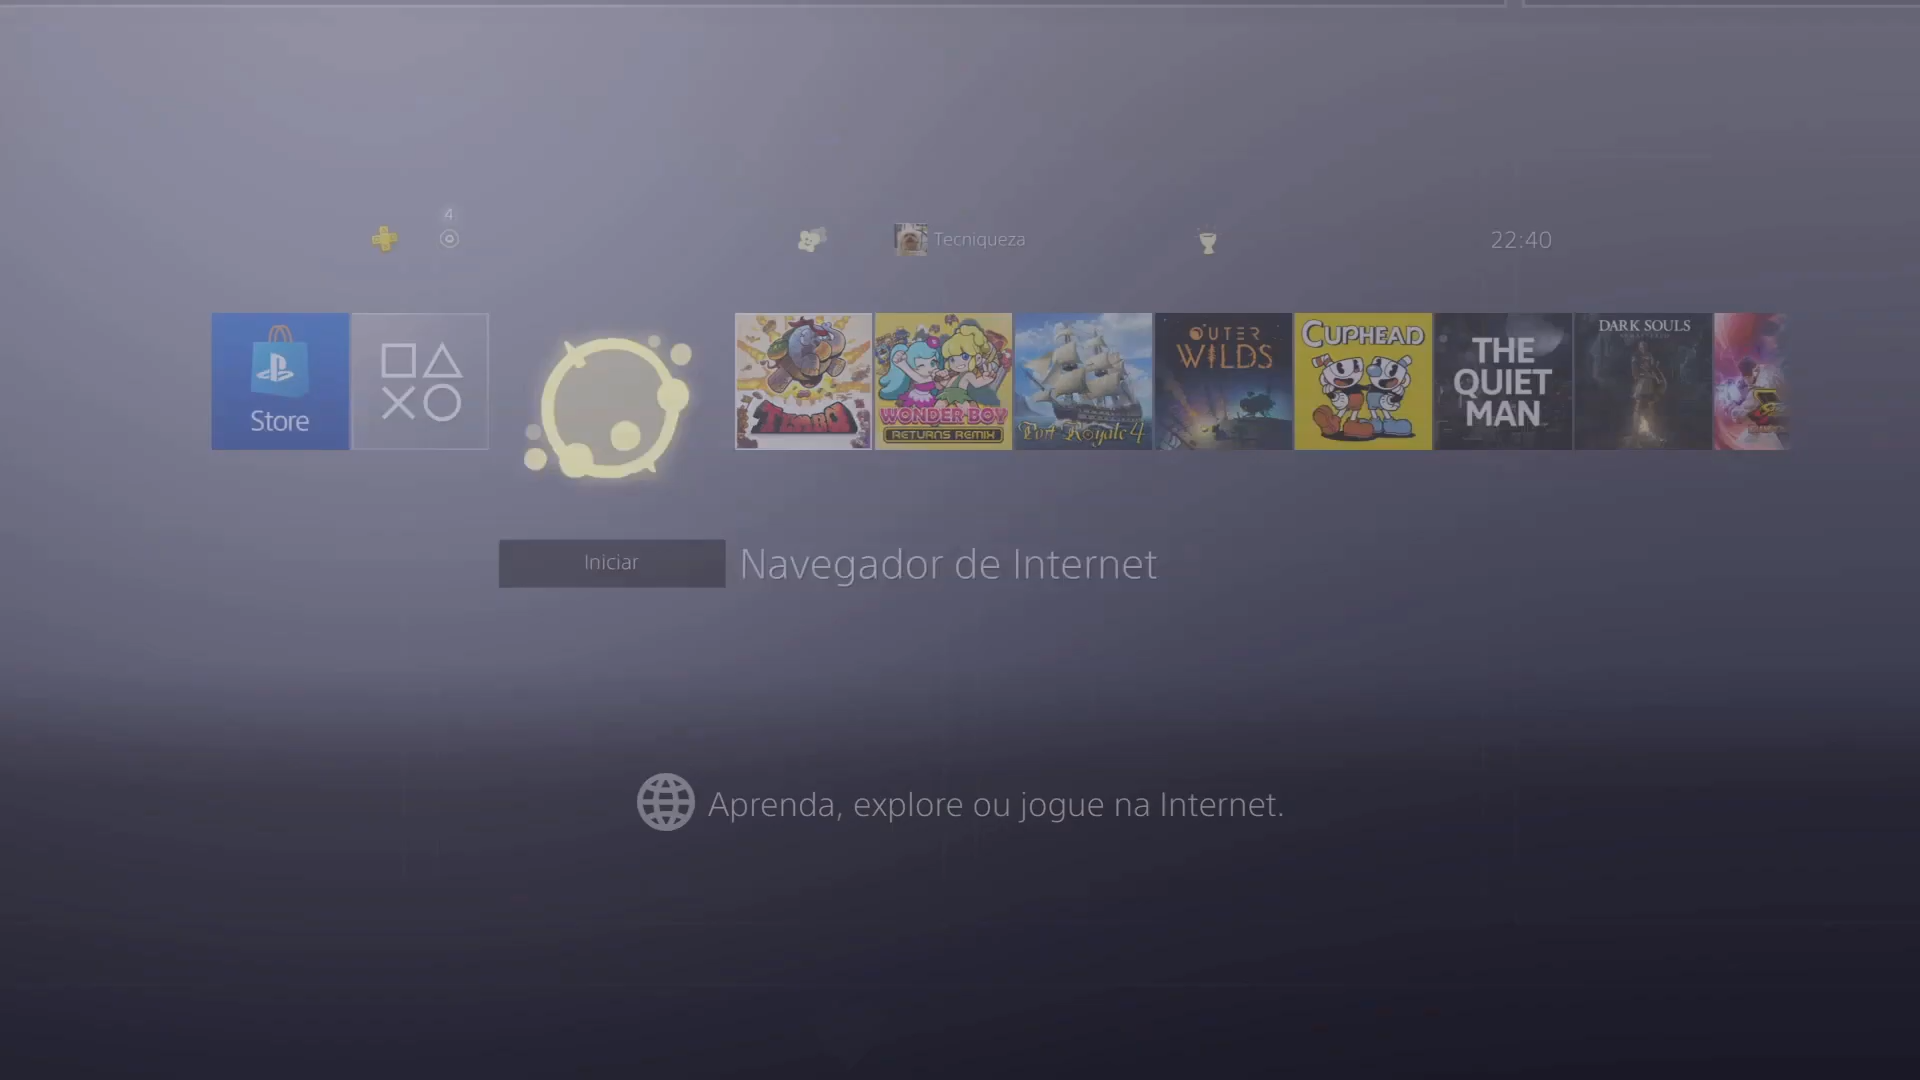 4
Tecniqueza
22:40
Store
TEMBO
WONDER BOY
RETURNS REMIX
Port Royale 4
OUTER
WILDS
CUPHEAD
THE
QUIET
MAN
DARK SOULS
Iniciar
Navegador de Internet
Aprenda, explore ou jogue na Internet.